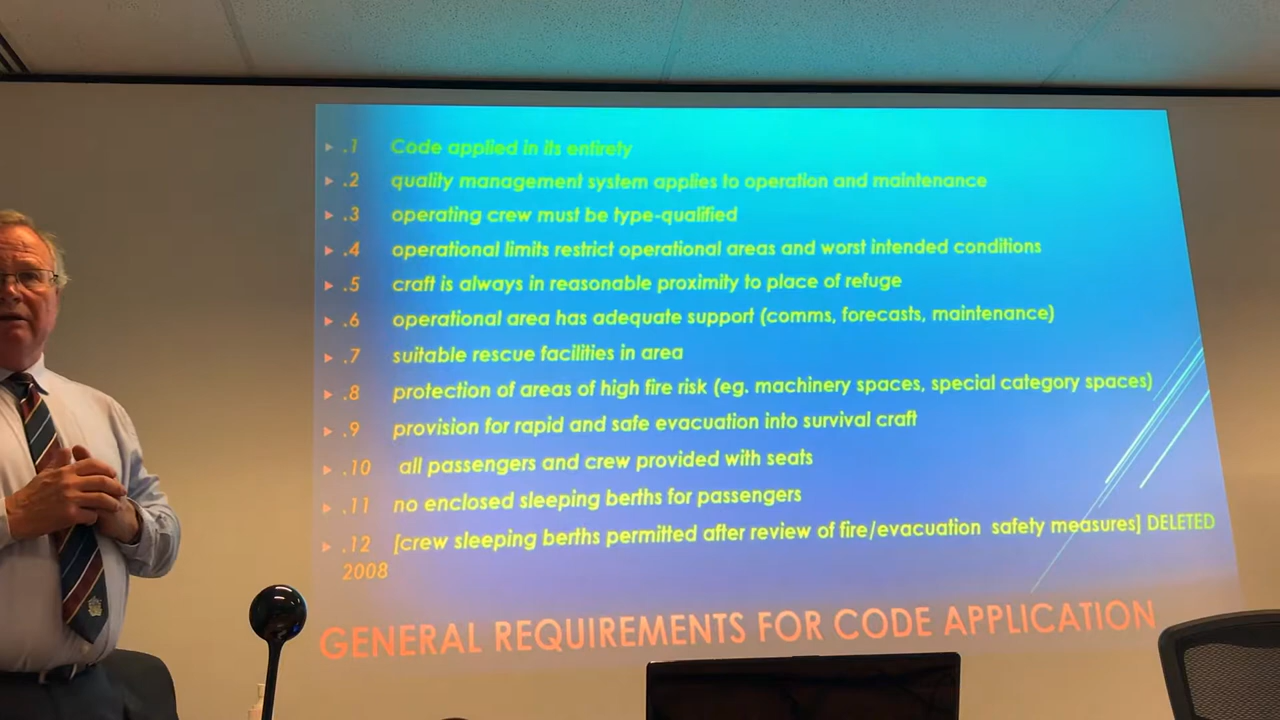 .1 Code applied in its entirety
.2 quality management system applies to operation and maintenance
.3 operating crew must be type-qualified
.4 operational limits restrict operational areas and worst intended conditions
.5 craft is always in reasonable proximity to place of refuge
.6 operational area has adequate support (comms, forecasts, maintenance)
.7 suitable rescue facilities in area
.8 protection of areas of high fire risk (eg. machinery spaces, special category spaces)
.9 provision for rapid and safe evacuation into survival craft
.10 all passengers and crew provided with seats
.11 no enclosed sleeping berths for passengers
.12 [crew sleeping berths permitted after review of fire/evacuation safety measures] DELETED
2008
GENERAL REQUIREMENTS FOR CODE APPLICATION